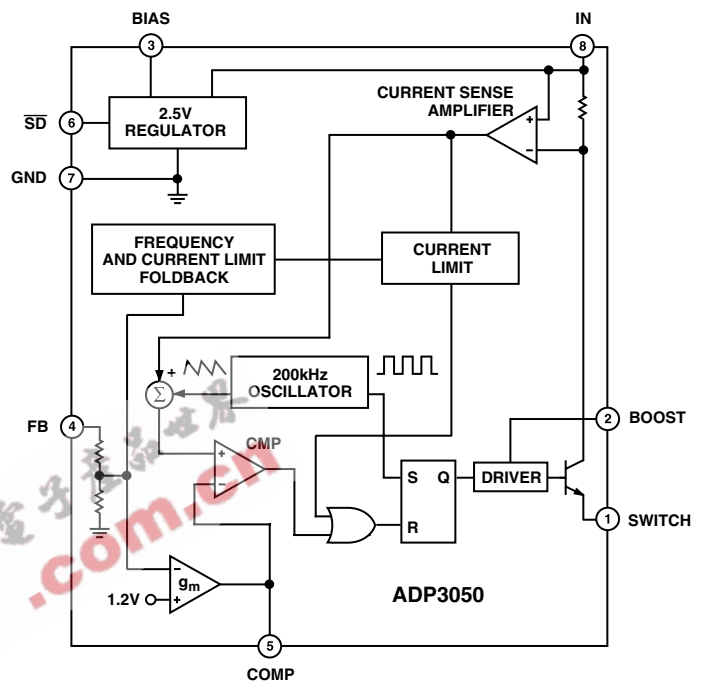 BIAS
IN
3
8
CURRENT SENSE
AMPLIFIER
+
−
SD
6
2.5V
REGULATOR
GND
7
FREQUENCY
AND CURRENT LIMIT
FOLDBACK
CURRENT
LIMIT
+
Σ
200kHz
OSCILLATOR
FB
4
2
BOOST
CMP
+
−
S Q
R
DRIVER
1
SWITCH
−
gm
1.2V
+
ADP3050
5
COMP
.com.cn